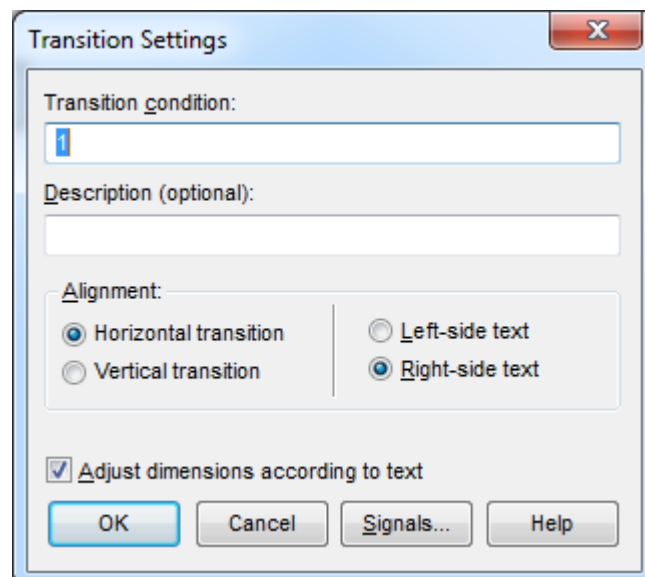 Transition Settings
Transition condition:
1
Description (optional):
Alignment:
Horizontal transition
Left-side text
Vertical transition
Right-side text
Adjust dimensions according to text
OK Cancel Signals... Help